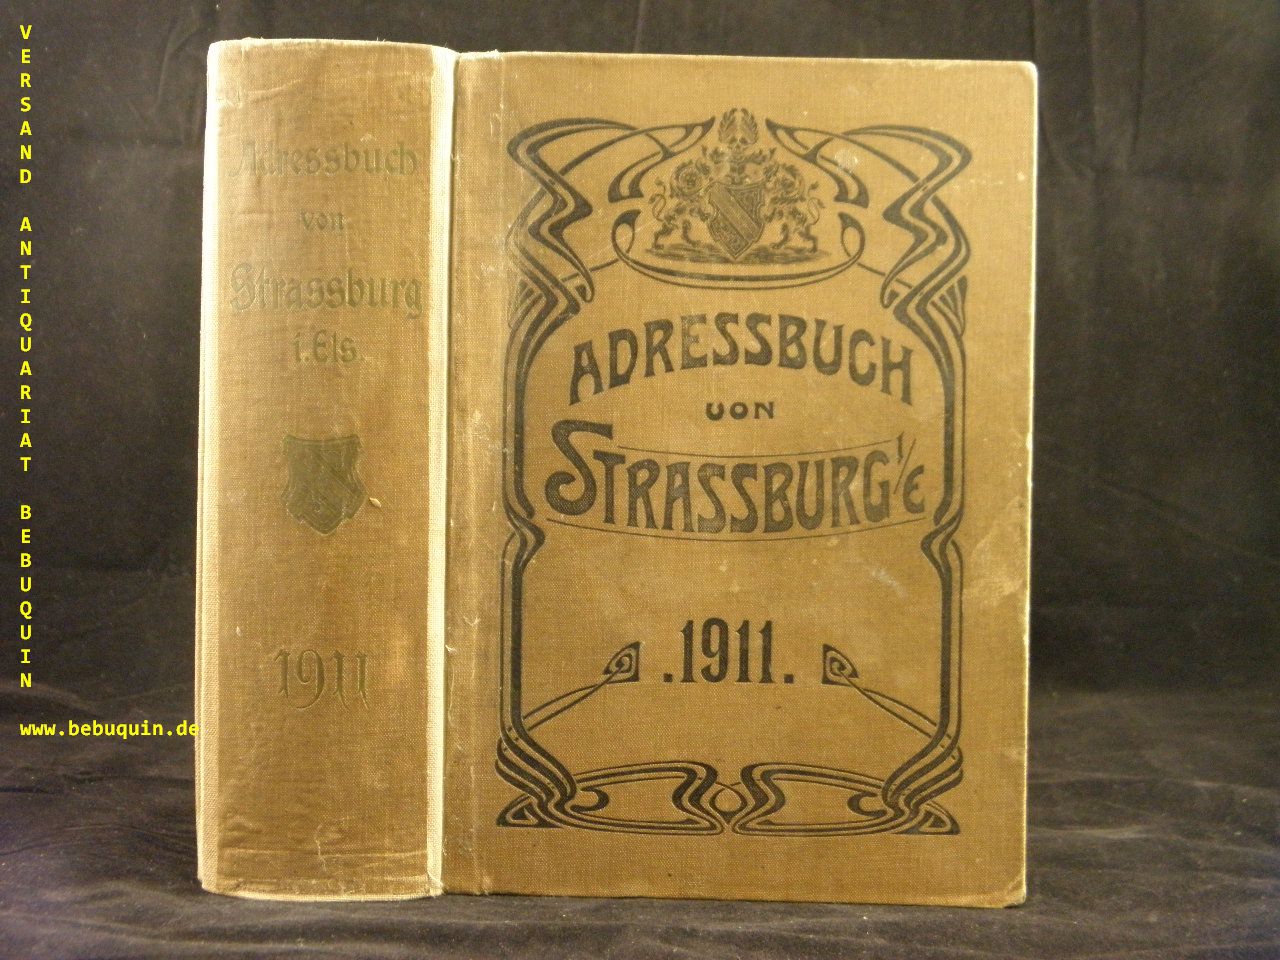 VERSAND ANTIQUARIAT BEBUQUIN
www.bebuquin.de
Adressbuch
von
Strassburg
i. Els.
1911
ADRESSBUCH
VON
STRASSBURG I/E
.1911.